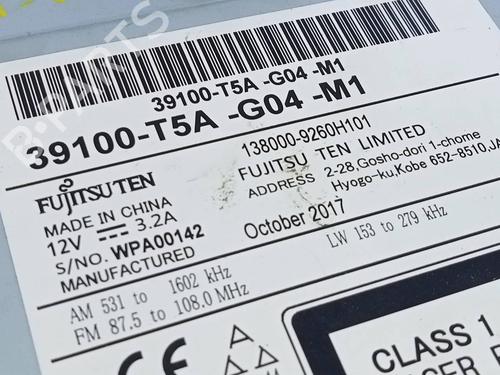 39100-T5A -G04 -M1
39100-T5A -G04 -M1
138000-9260H101
FUJITSU TEN
FUJITSU TEN LIMITED
ADDRESS 2-28, Gosho-dori 1-chome
Hyogo-ku, Kobe 652-8510, JA
MADE IN CHINA
12V 3.2A
S/NO. WPA00142
MANUFACTURED October 2017
AM 531 to 1602 kHz LW 153 to 279 kHz
FM 87.5 to 108.0 MHz
CE
CLASS 1
B-PARTS